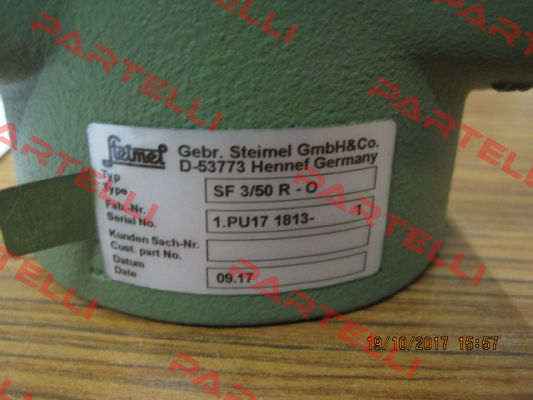 Steimel
Gebr. Steimel GmbH&Co.
D-53773 Hennef Germany
Typ
Type
SF 3/50 R - O
Fab.-Nr.
Serial No.
1.PU17 1813- 1
Kunden Sach-Nr.
Cust. part No.
Datum
Date
09.17
19/10/2017 15:57
PARTELLI
PARTELLI
PARTELLI
PARTELLI
PARTELLI
PARTELLI
PARTELLI